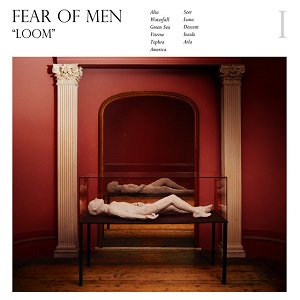 FEAR OF MEN
“LOOM”
Alta
Waterfall
Green Sea
Vitrine
Tephra
America
Seer
Luna
Descent
Inside
Atla
I